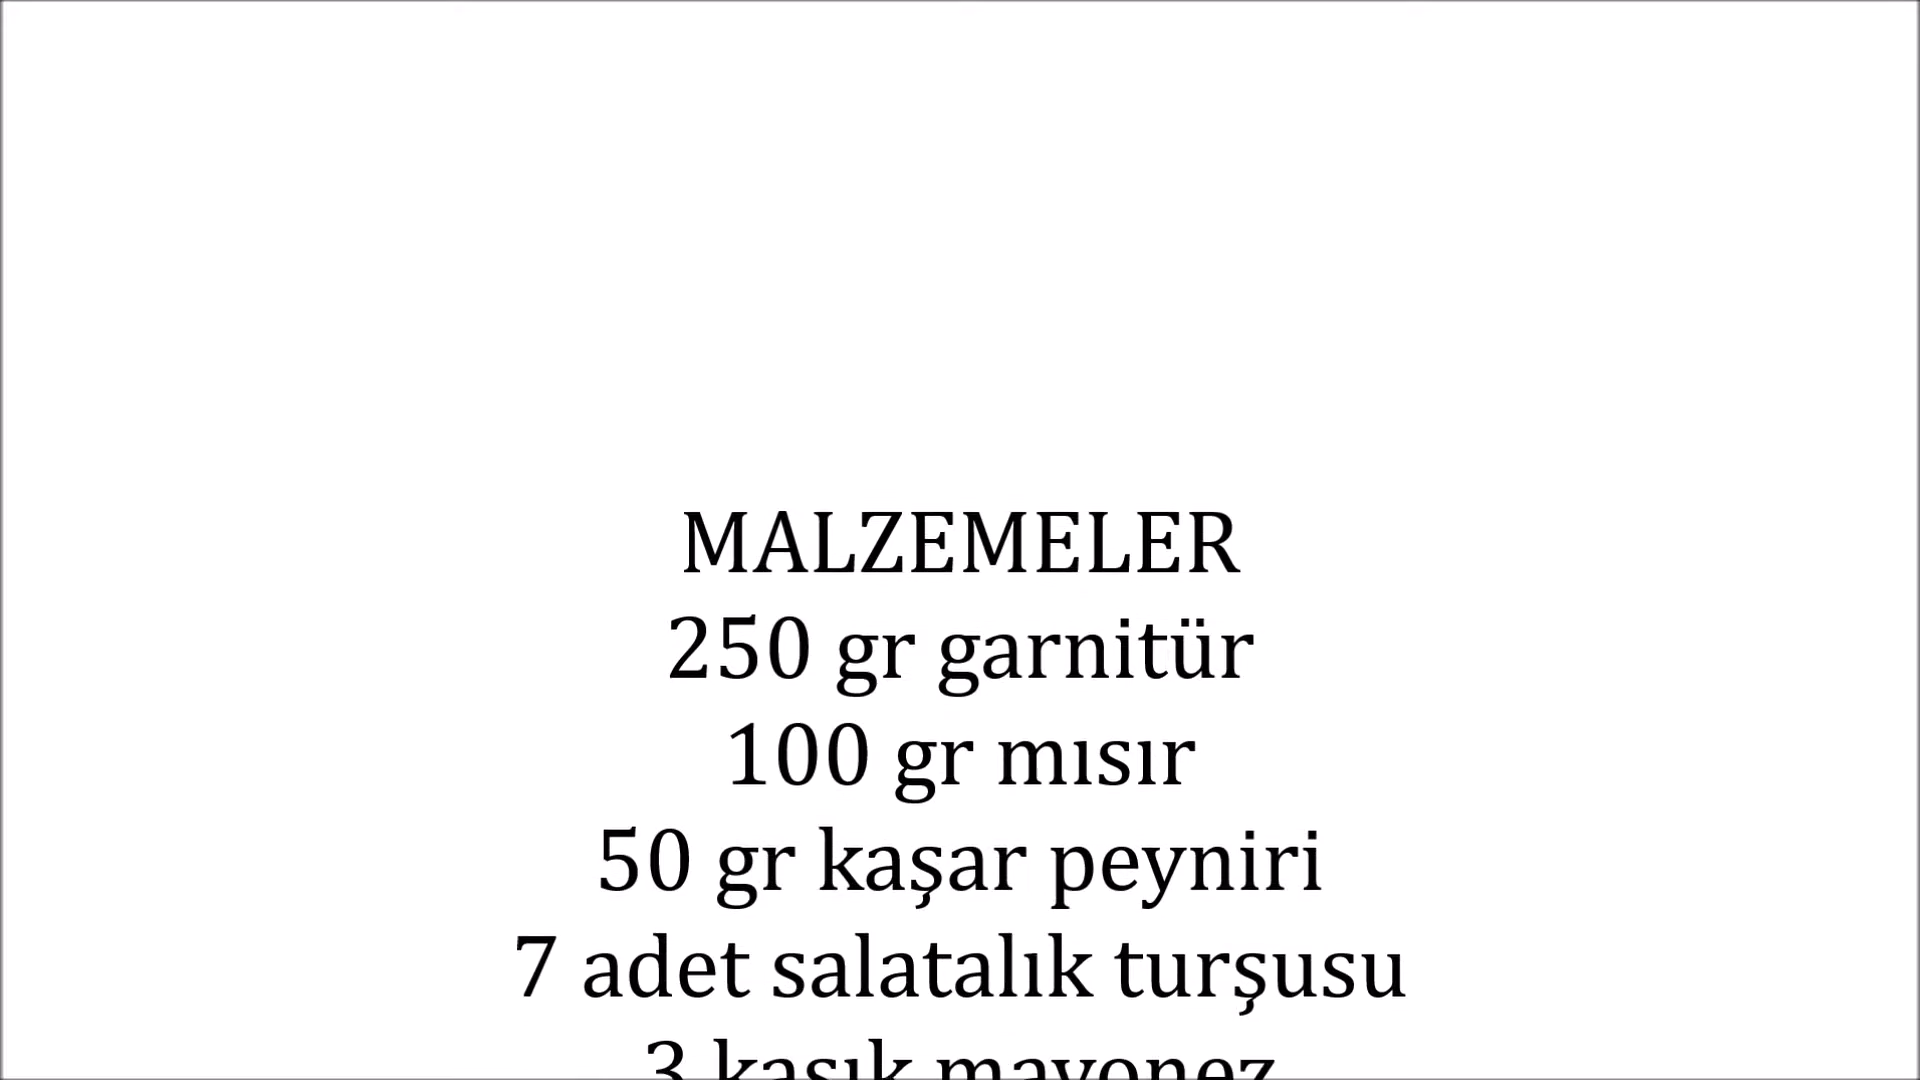 MALZEMELER
250 gr garnitür
100 gr mısır
50 gr kaşar peyniri
7 adet salatalık turşusu
3 kaşık mayonez